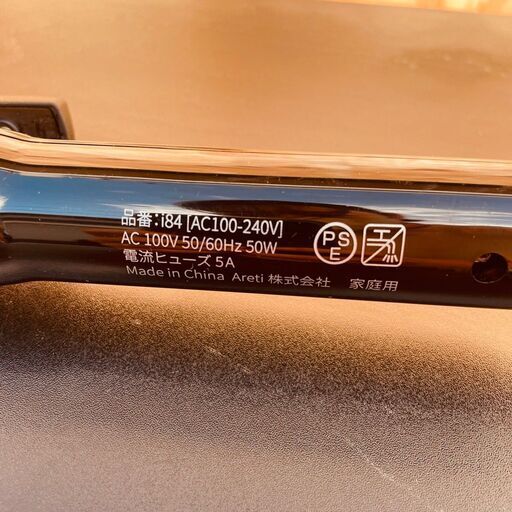 品番:i84 [AC100-240V]
AC 100V 50/60Hz 50W
電流ヒューズ 5A
Made in China Areti 株式会社 家庭用
PS
E